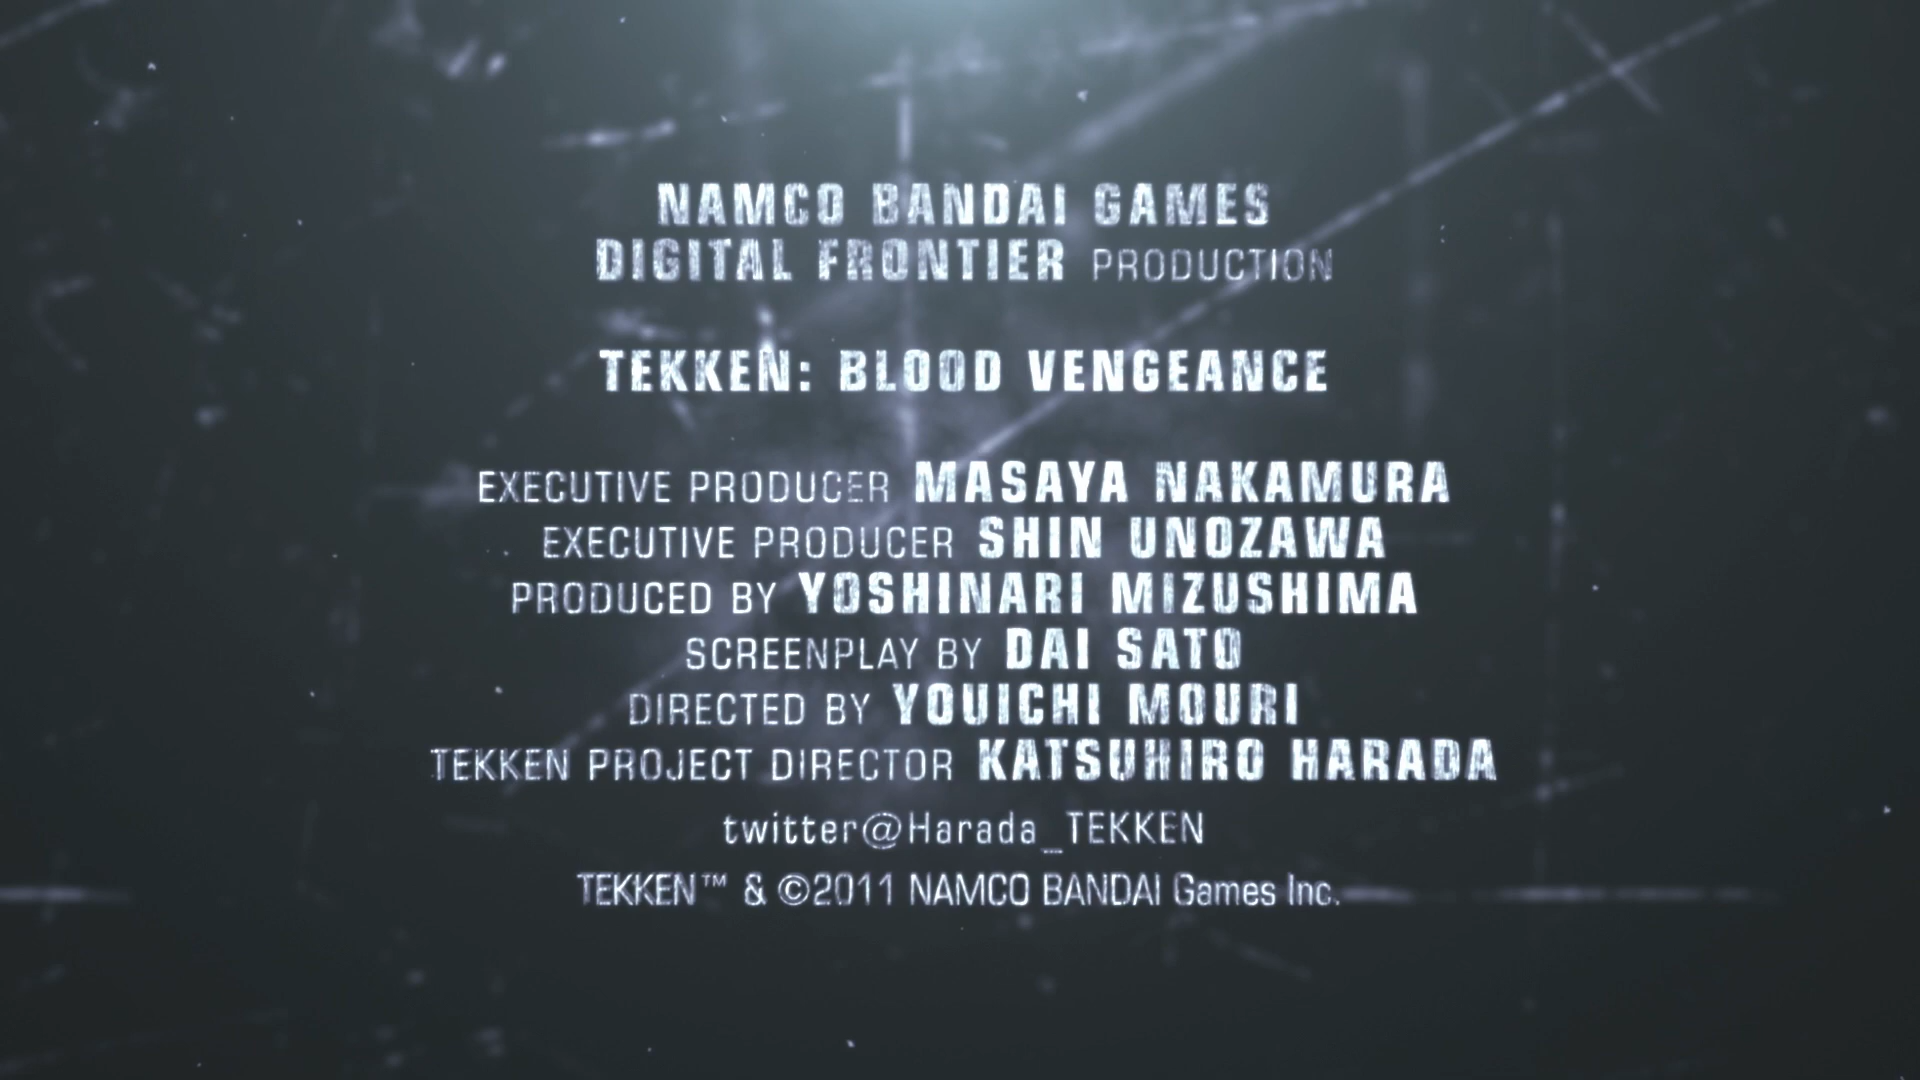 NAMCO BANDAI GAMES
DIGITAL FRONTIER PRODUCTION
TEKKEN: BLOOD VENGEANCE
EXECUTIVE PRODUCER MASAYA NAKAMURA
EXECUTIVE PRODUCER SHIN UNOZAWA
PRODUCED BY YOSHINARI MIZUSHIMA
SCREENPLAY BY DAI SATO
DIRECTED BY YOUICHI MOURI
TEKKEN PROJECT DIRECTOR KATSUHIRO HARADA
twitter@Harada_TEKKEN
TEKKEN™ & ©2011 NAMCO BANDAI Games Inc.